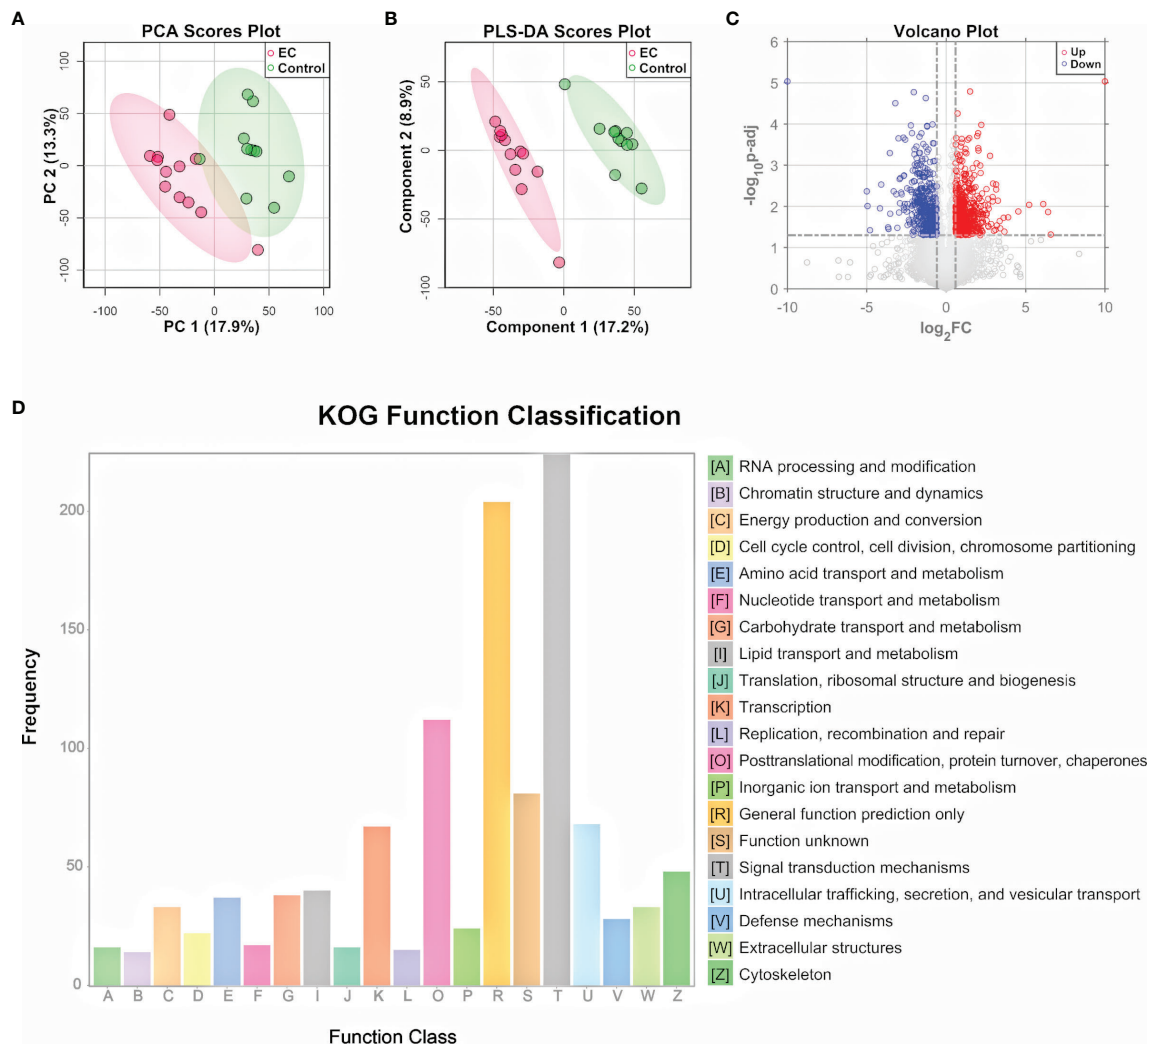 A
PCA Scores Plot
EC
Control
PC 2 (13.3%)
100
50
0
-50
-100
-100
-50
0
50
100
PC 1 (17.9%)
B
PLS-DA Scores Plot
EC
Control
Component 2 (8.9%)
50
0
-50
-100
-50
0
50
Component 1 (17.2%)
C
Volcano Plot
Up
Down
-log10p-adj
6
5
4
3
2
1
0
-10
-5
0
5
10
log2FC
D
KOG Function Classification
Frequency
200
150
100
50
0
A B C D E F G I J K L O P R S T U V W Z
Function Class
[A] RNA processing and modification
[B] Chromatin structure and dynamics
[C] Energy production and conversion
[D] Cell cycle control, cell division, chromosome partitioning
[E] Amino acid transport and metabolism
[F] Nucleotide transport and metabolism
[G] Carbohydrate transport and metabolism
[I] Lipid transport and metabolism
[J] Translation, ribosomal structure and biogenesis
[K] Transcription
[L] Replication, recombination and repair
[O] Posttranslational modification, protein turnover, chaperones
[P] Inorganic ion transport and metabolism
[R] General function prediction only
[S] Function unknown
[T] Signal transduction mechanisms
[U] Intracellular trafficking, secretion, and vesicular transport
[V] Defense mechanisms
[W] Extracellular structures
[Z] Cytoskeleton